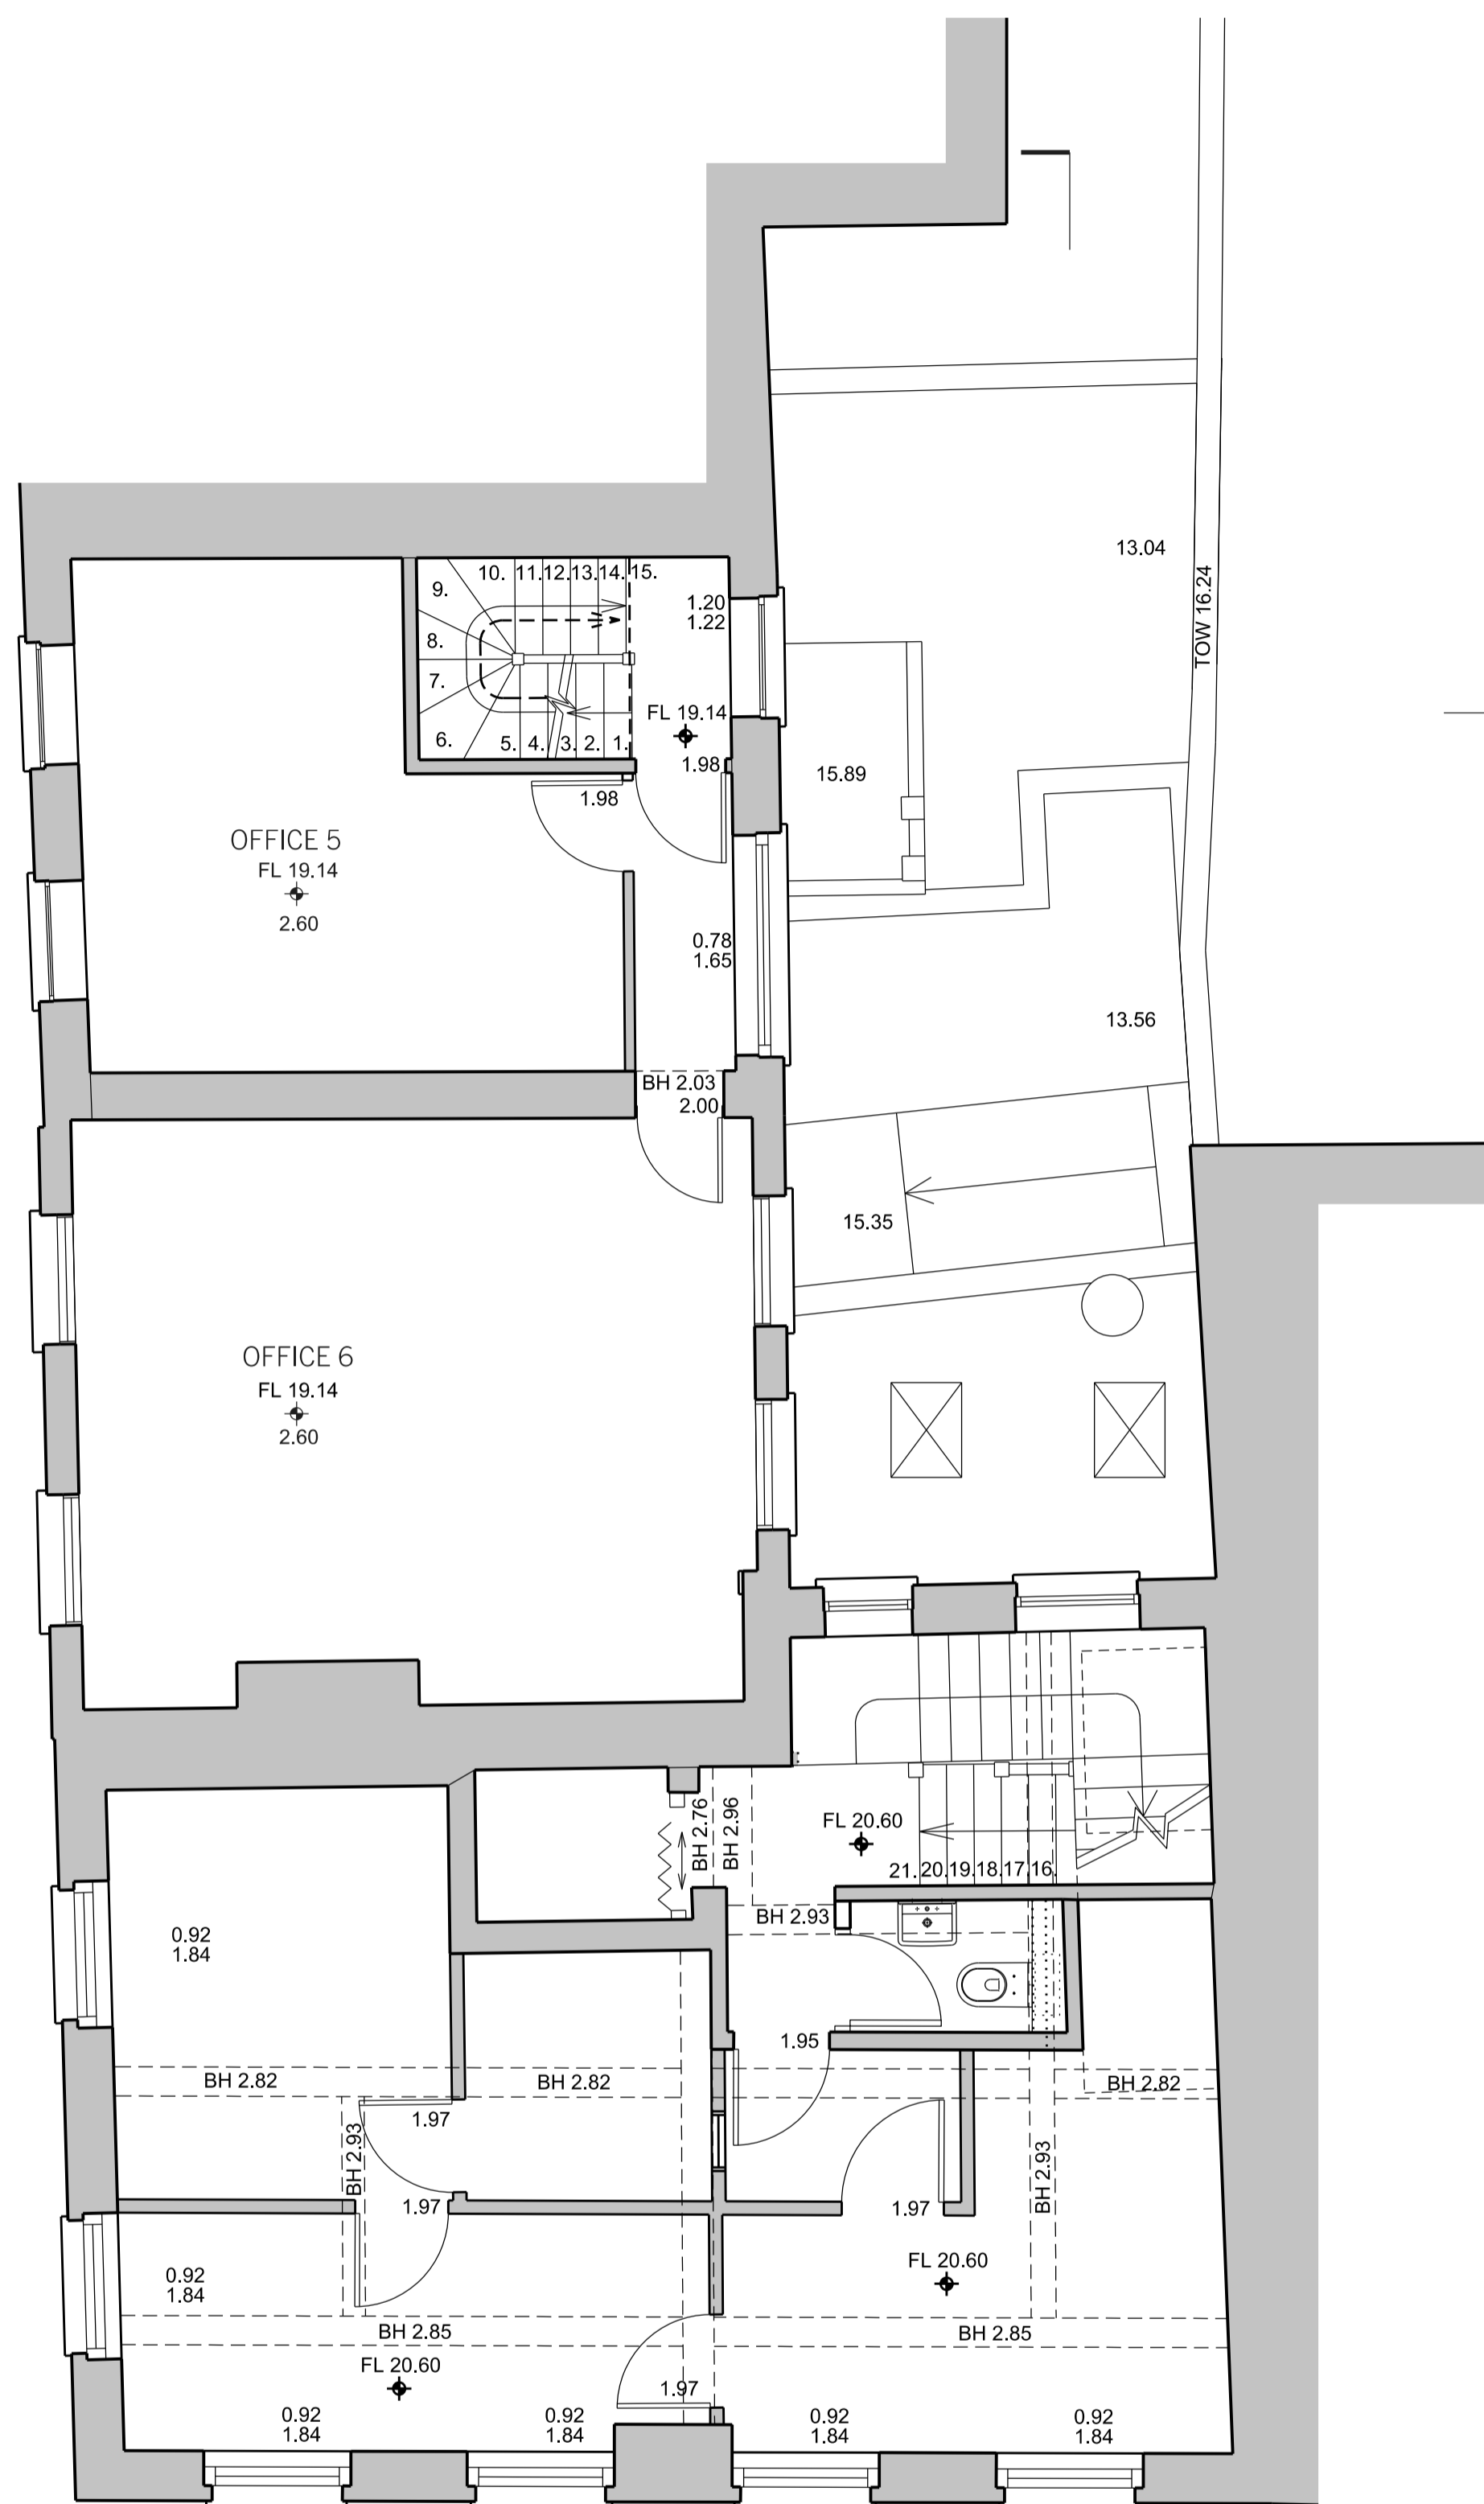 13.04
TOW 16.24
10. 11. 12. 13. 14. 15.
9.
8.
7.
6. 5. 4. 3. 2. 1.
1.20
1.22
FL 19.14
1.98
1.98
15.89
OFFICE 5
FL 19.14
2.60
0.78
1.65
13.56
BH 2.03
2.00
15.35
OFFICE 6
FL 19.14
2.60
BH 2.76
BH 2.96
FL 20.60
21. 20. 19. 18. 17. 16.
BH 2.93
0.92
1.84
1.95
BH 2.82
BH 2.82
BH 2.82
1.97
BH 2.93
BH 2.93
1.97
1.97
FL 20.60
0.92
1.84
BH 2.85
BH 2.85
FL 20.60
1.97
0.92
1.84
0.92
1.84
0.92
1.84
0.92
1.84